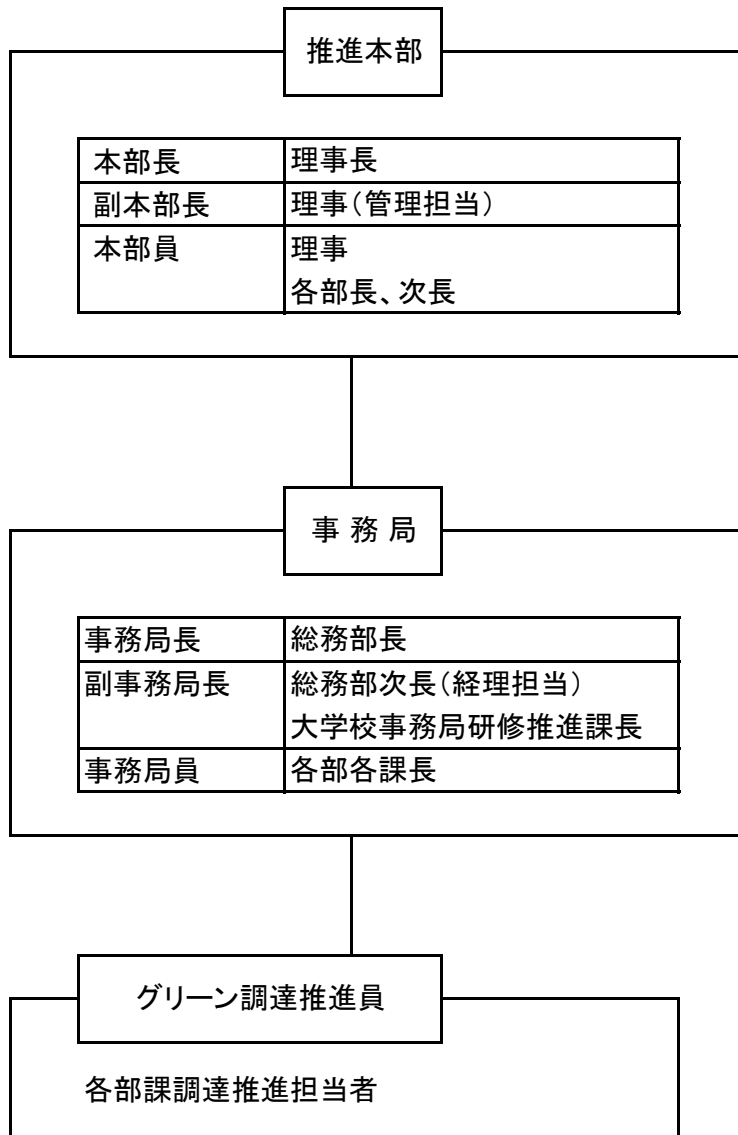 推進本部
本部長 理事長
副本部長 理事（管理担当）
本部員 理事
各部長、次長
事 務 局
事務局長 総務部長
副事務局長 総務部次長（経理担当）
大学校事務局研修推進課長
事務局員 各部各課長
グリーン調達推進員
各部課調達推進担当者